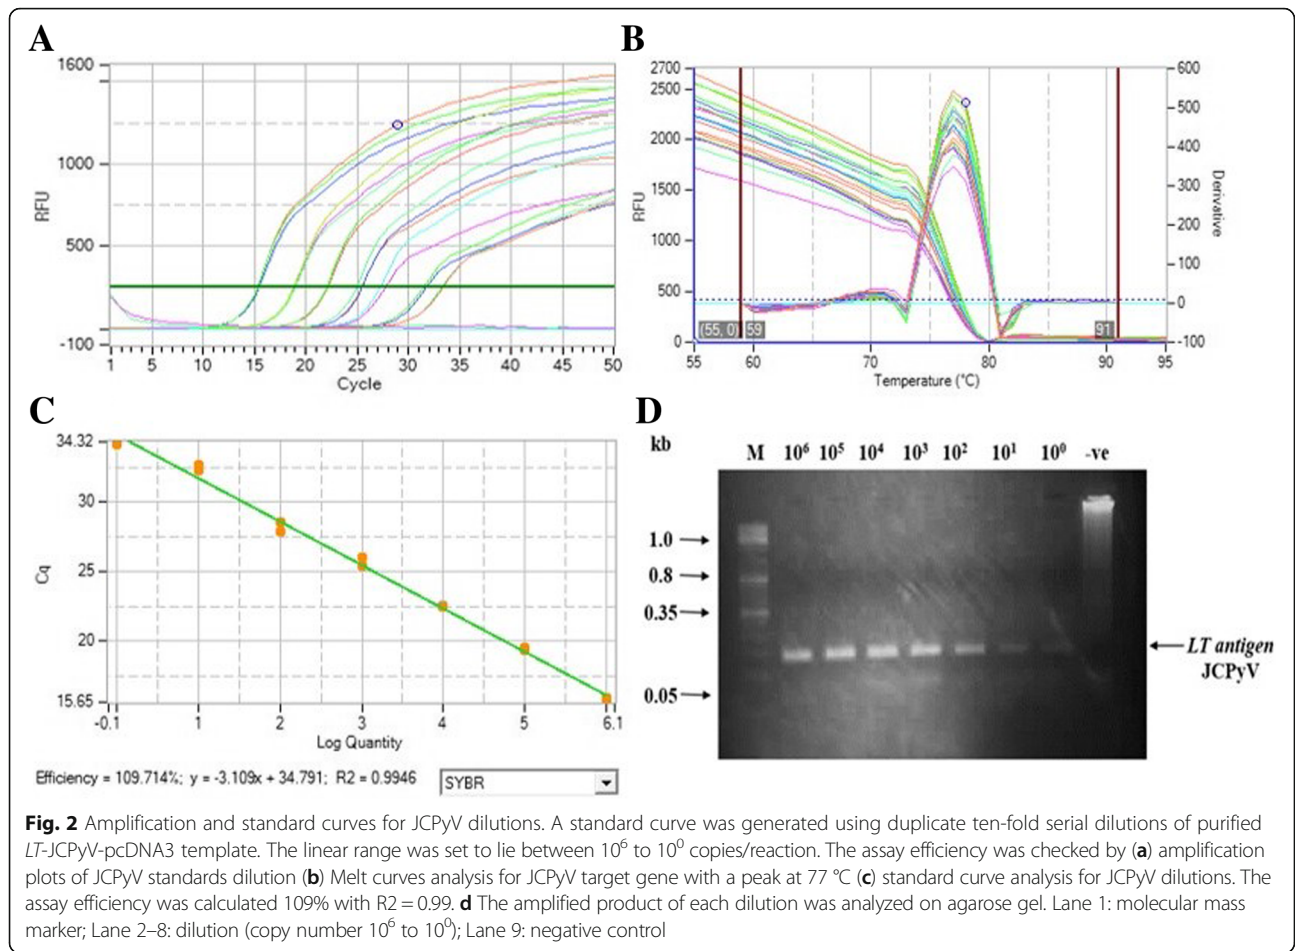 A
1600
1000
500
-100
RFU
1 5 10 15 20 25 30 35 40 45 50
Cycle
B
2700
2500
2000
1500
1000
500
0
RFU
600
500
400
300
200
100
0
-100
Derivative
(55, 0) 59
91
55 60 70 80 90 95
Temperature (°C)
C
34.32
30
25
20
15.65
Cq
-0.1 1 2 3 4 5 6.1
Log Quantity
Efficiency = 109.714%; y = -3.109x + 34.791; R2 = 0.9946
SYBR
D
kb
M 10⁶ 10⁵ 10⁴ 10³ 10² 10¹ 10⁰ -ve
1.0
0.8
0.35
0.05
LT antigen
JCPyV
Fig. 2 Amplification and standard curves for JCPyV dilutions. A standard curve was generated using duplicate ten-fold serial dilutions of purified
LT-JCPyV-pcDNA3 template. The linear range was set to lie between 10⁶ to 10⁰ copies/reaction. The assay efficiency was checked by (a) amplification
plots of JCPyV standards dilution (b) Melt curves analysis for JCPyV target gene with a peak at 77 °C (c) standard curve analysis for JCPyV dilutions. The
assay efficiency was calculated 109% with R2 = 0.99. d The amplified product of each dilution was analyzed on agarose gel. Lane 1: molecular mass
marker; Lane 2–8: dilution (copy number 10⁶ to 10⁰); Lane 9: negative control